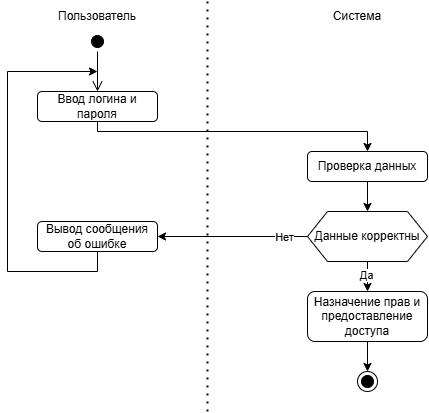 Пользователь
Система
Ввод логина и
пароля
Проверка данных
Данные корректны
Нет
Вывод сообщения
об ошибке
Да
Назначение прав и
предоставление
доступа